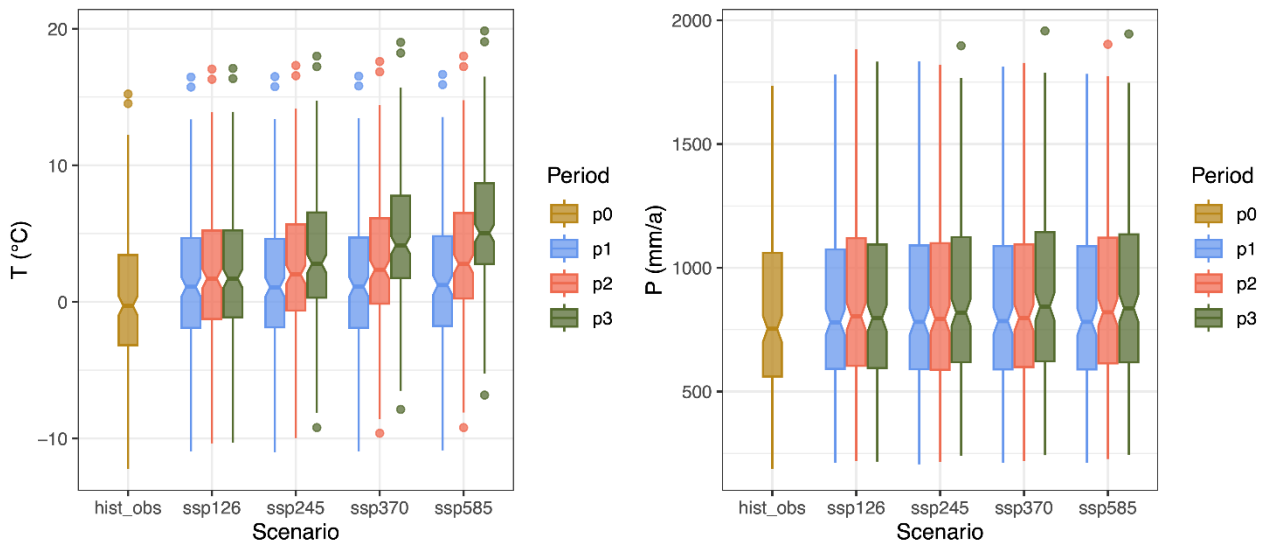 20
10
0
−10
T (°C)
hist_obs ssp126 ssp245 ssp370 ssp585
Scenario
Period
p0
p1
p2
p3
2000
1500
1000
500
P (mm/a)
hist_obs ssp126 ssp245 ssp370 ssp585
Scenario
Period
p0
p1
p2
p3